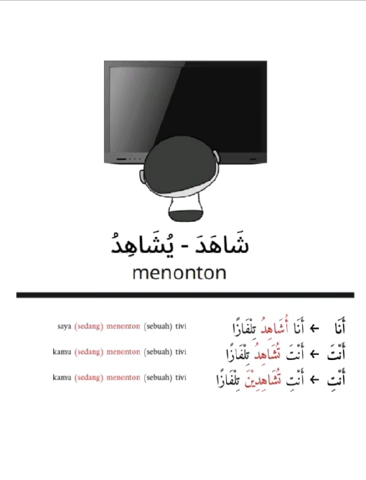 شَاهَدَ - يُشَاهِدُ
menonton
أَنَا ← أَنَا أُشَاهِدُ تِلْفَازًا
saya (sedang) menonton (sebuah) tivi
أَنْتَ ← أَنْتَ تُشَاهِدُ تِلْفَازًا
kamu (sedang) menonton (sebuah) tivi
أَنْتِ ← أَنْتِ تُشَاهِدِيْنَ تِلْفَازًا
kamu (sedang) menonton (sebuah) tivi